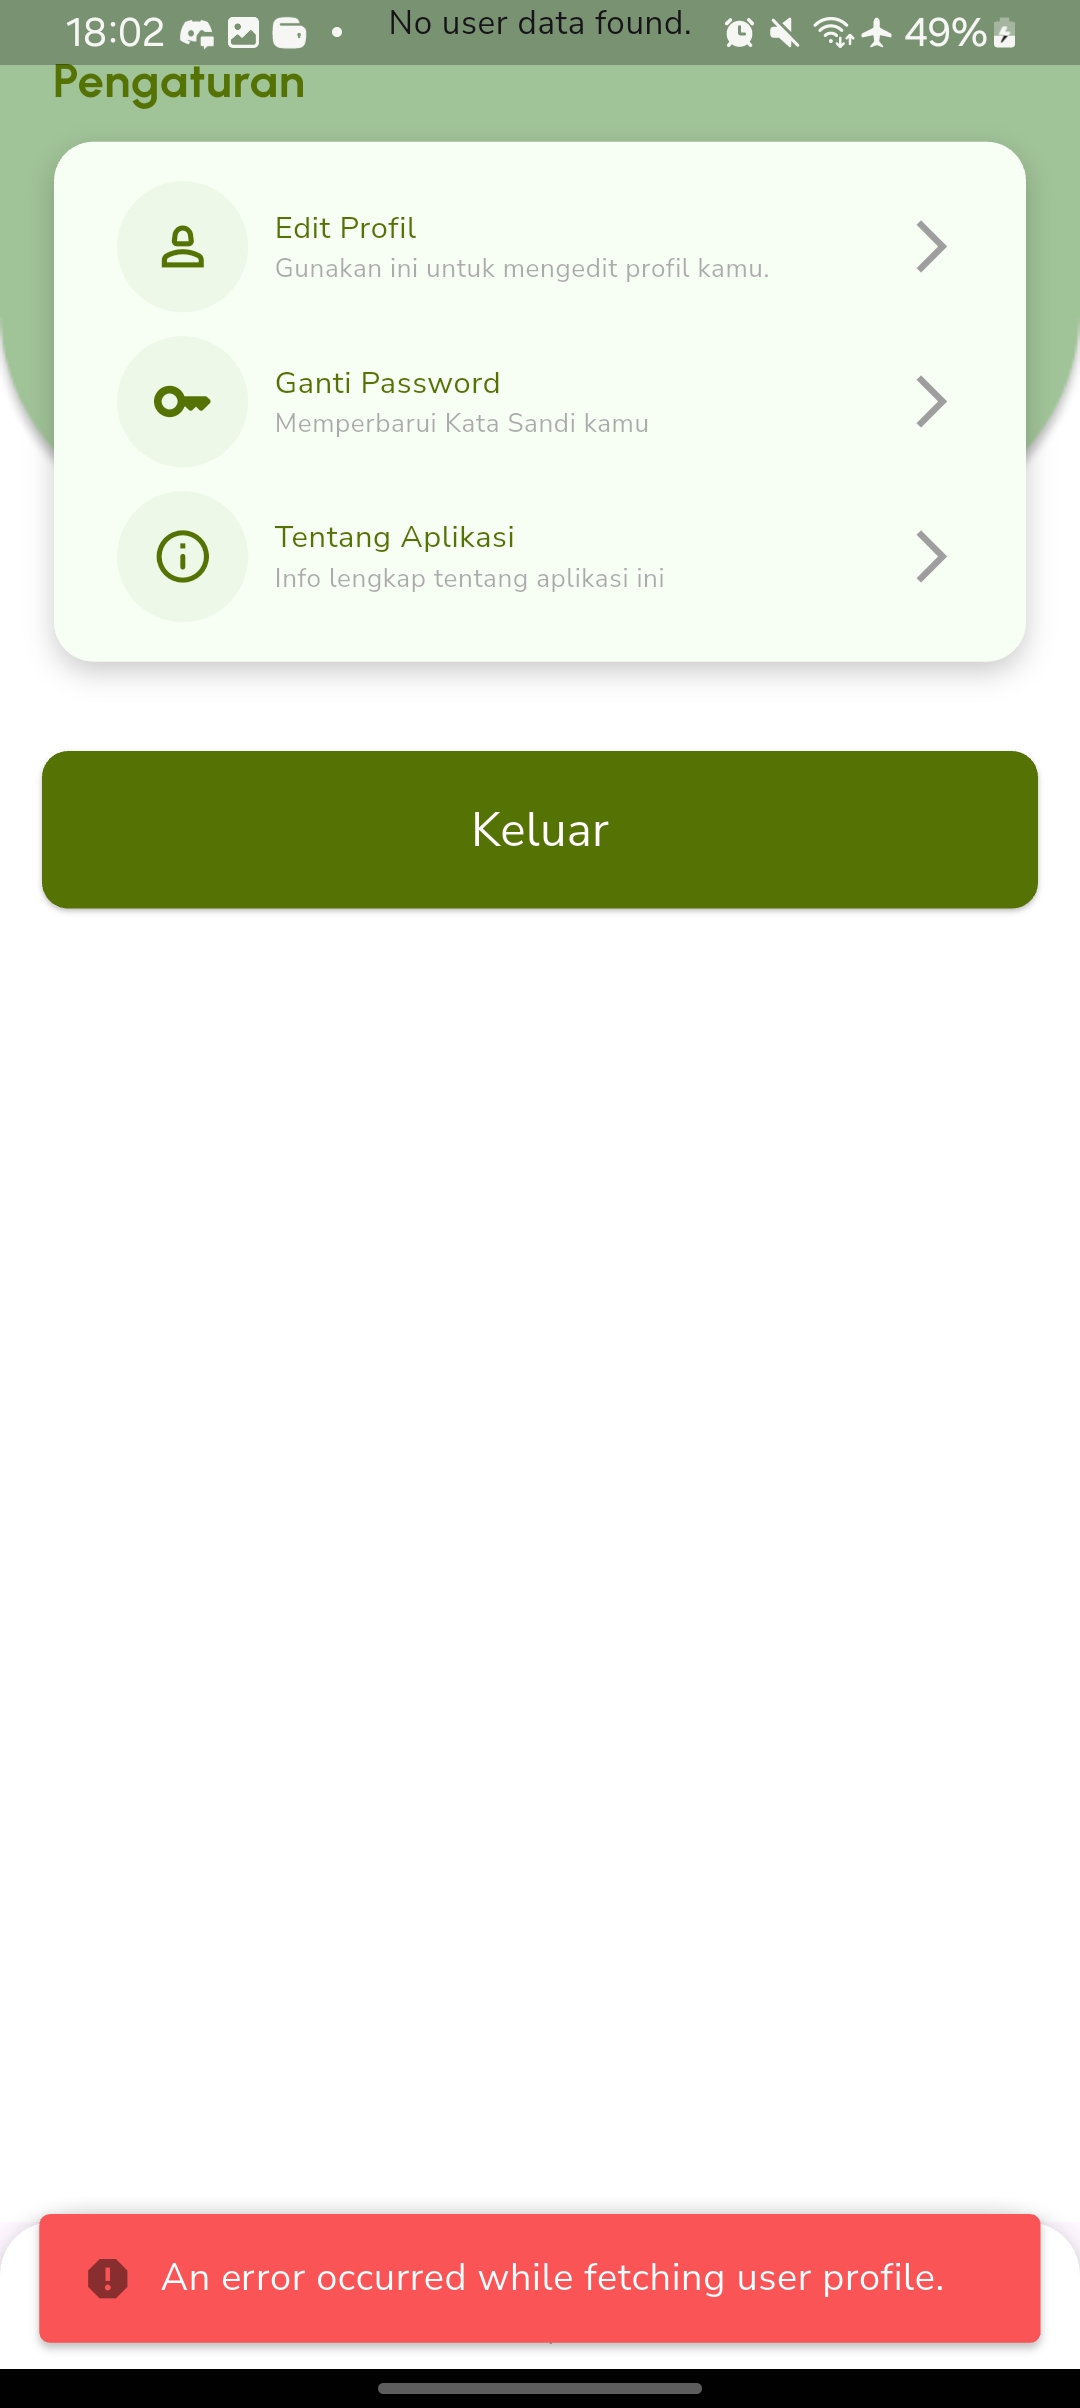 18:02
No user data found.
49%
Pengaturan
Edit Profil
Gunakan ini untuk mengedit profil kamu.
Ganti Password
Memperbarui Kata Sandi kamu
Tentang Aplikasi
Info lengkap tentang aplikasi ini
Keluar
An error occurred while fetching user profile.